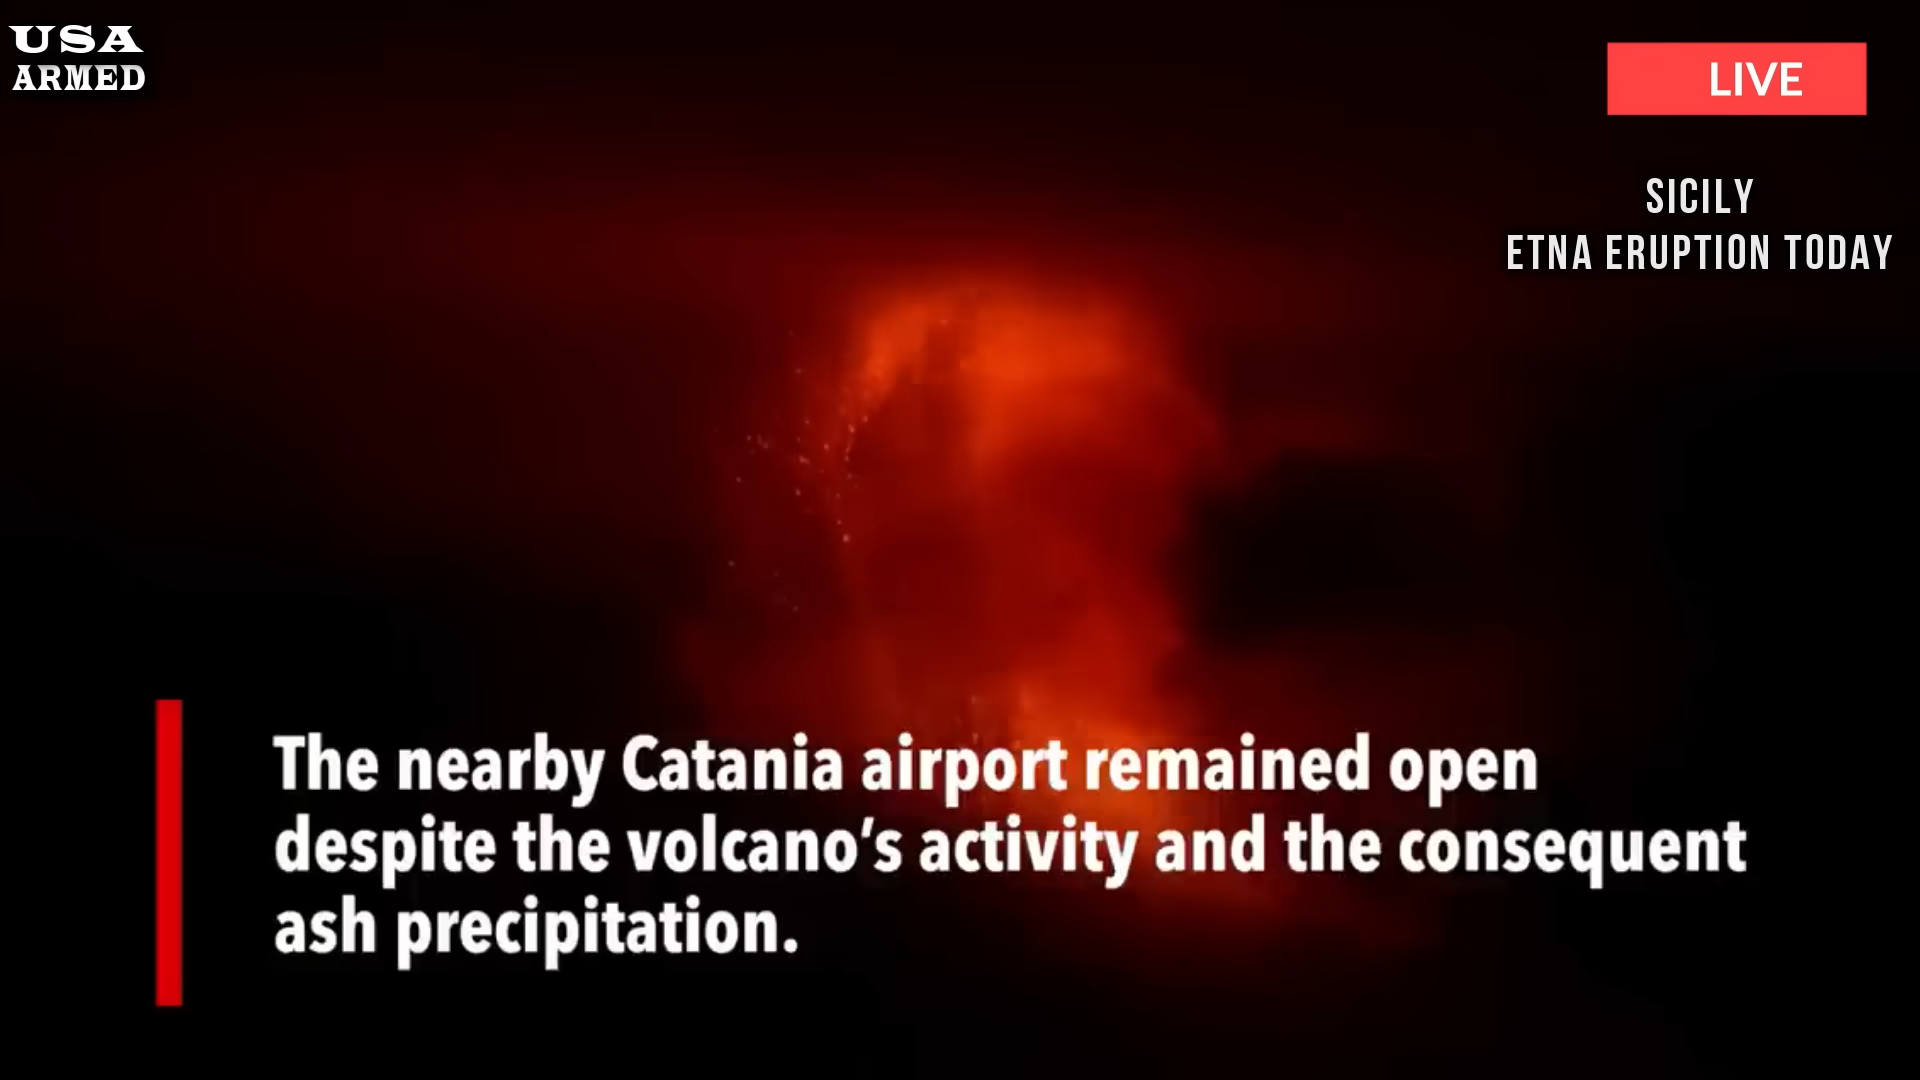 USA
ARMED
LIVE
SICILY
ETNA ERUPTION TODAY
The nearby Catania airport remained open
despite the volcano’s activity and the consequent
ash precipitation.